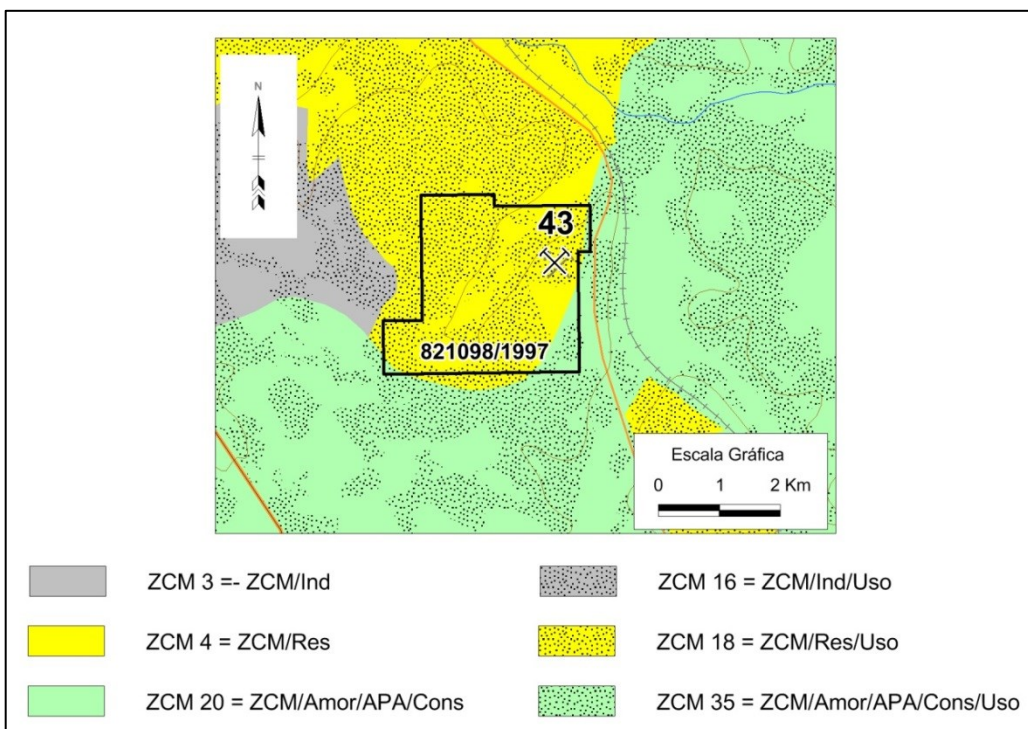 N
43
821098/1997
Escala Gráfica
0 1 2 Km
ZCM 3 =- ZCM/Ind
ZCM 16 = ZCM/Ind/Uso
ZCM 4 = ZCM/Res
ZCM 18 = ZCM/Res/Uso
ZCM 20 = ZCM/Amor/APA/Cons
ZCM 35 = ZCM/Amor/APA/Cons/Uso